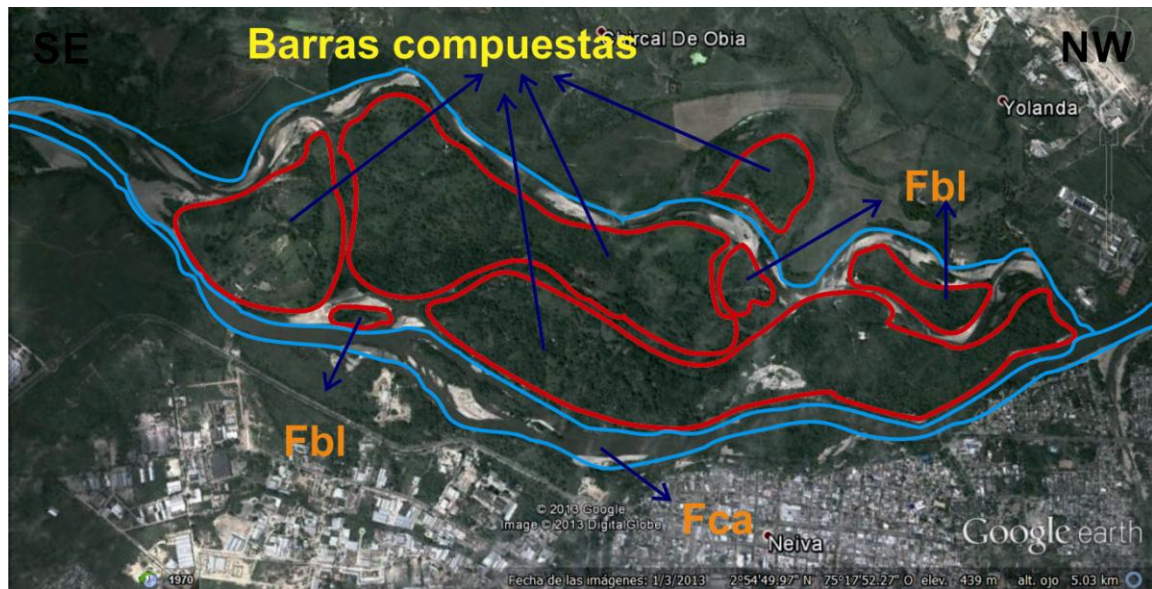 SE
Barras compuestas
Chircal De Obia
NW
Yolanda
Fbl
Fbl
Fca
© 2013 Google
Image © 2013 DigitalGlobe
Neiva
Google earth
1970
Fecha de las imágenes: 1/3/2013 2°54'49.97" N 75°17'52.27" O elev. 439 m alt. ojo 5.03 km